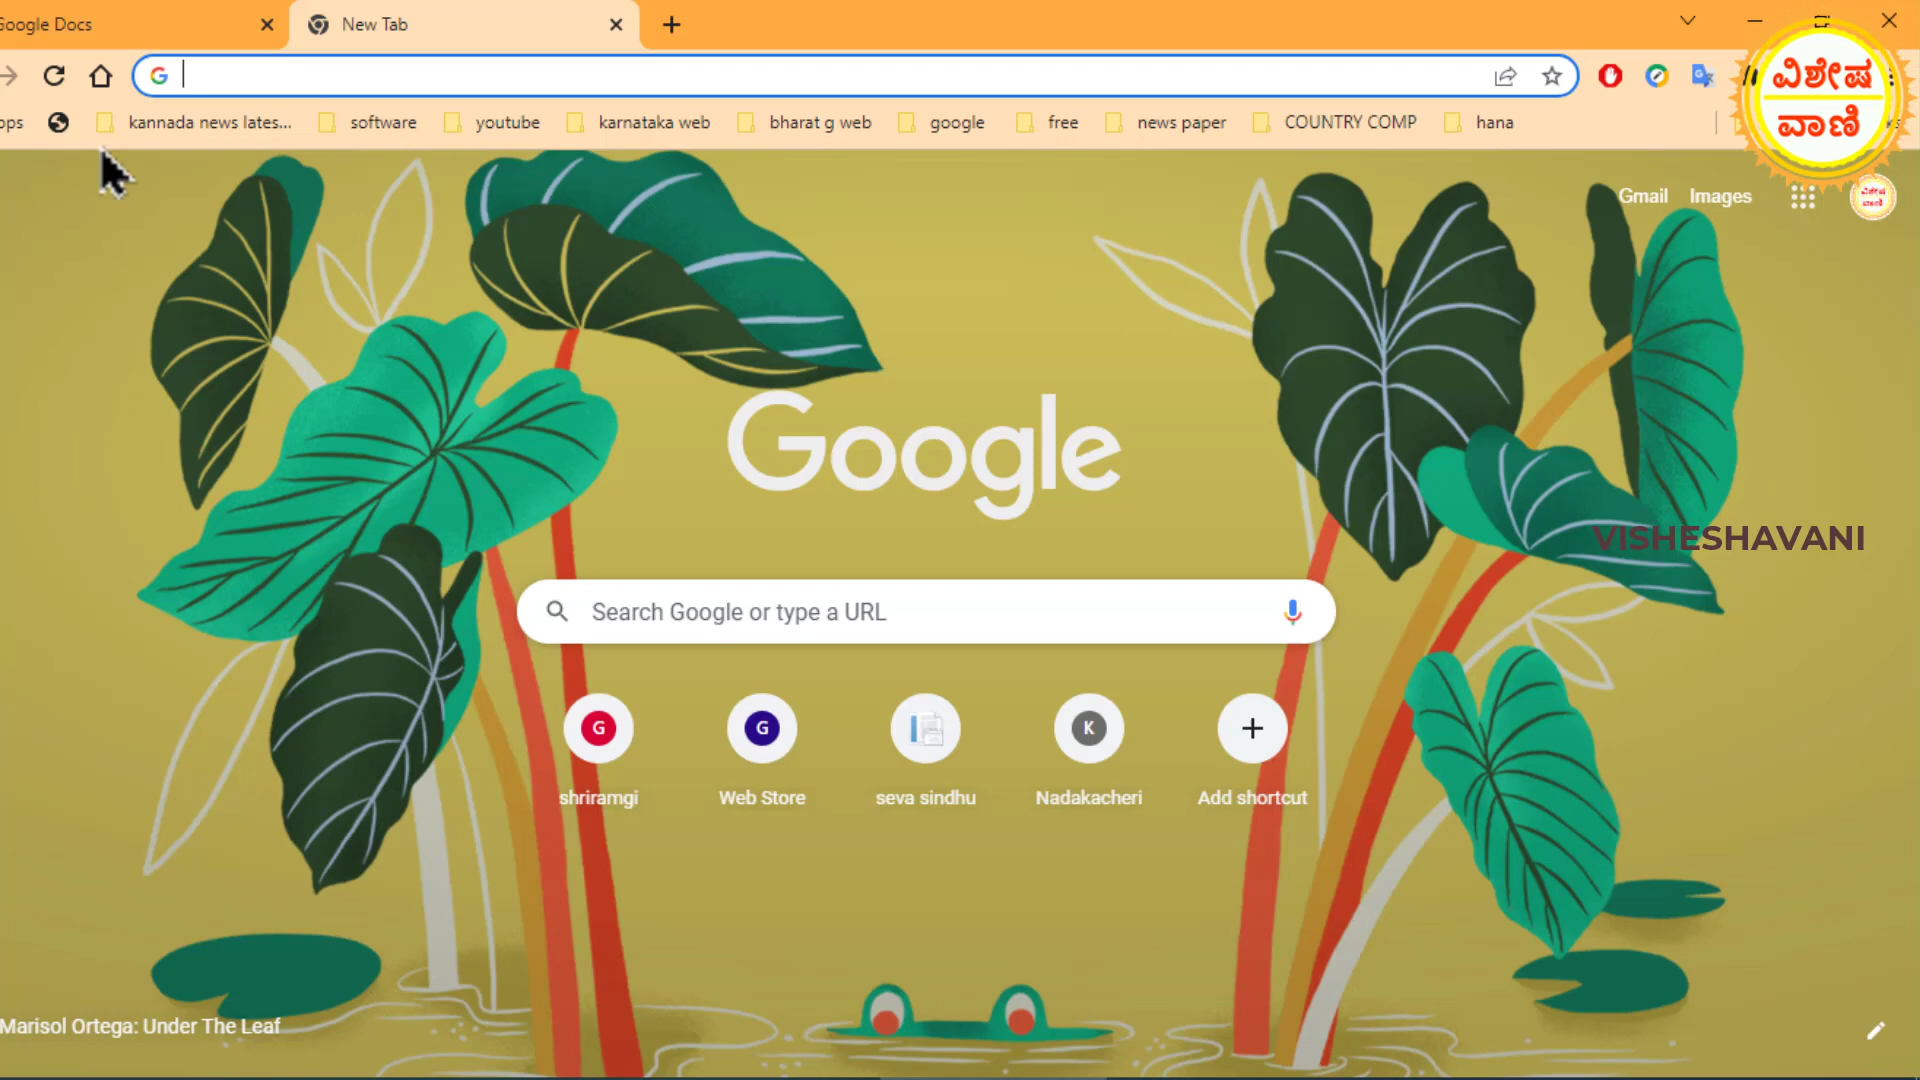 Google Docs
New Tab
kannada news lates...
software
youtube
karnataka web
bharat g web
google
free
news paper
COUNTRY COMP
hana
ವಿಶೇಷ
ವಾಣಿ
Gmail
Images
ವಿಶೇಷ
ವಾಣಿ
Google
VISHESHAVANI
Search Google or type a URL
G
G
K
shriramgi
Web Store
seva sindhu
Nadakacheri
Add shortcut
Marisol Ortega: Under The Leaf